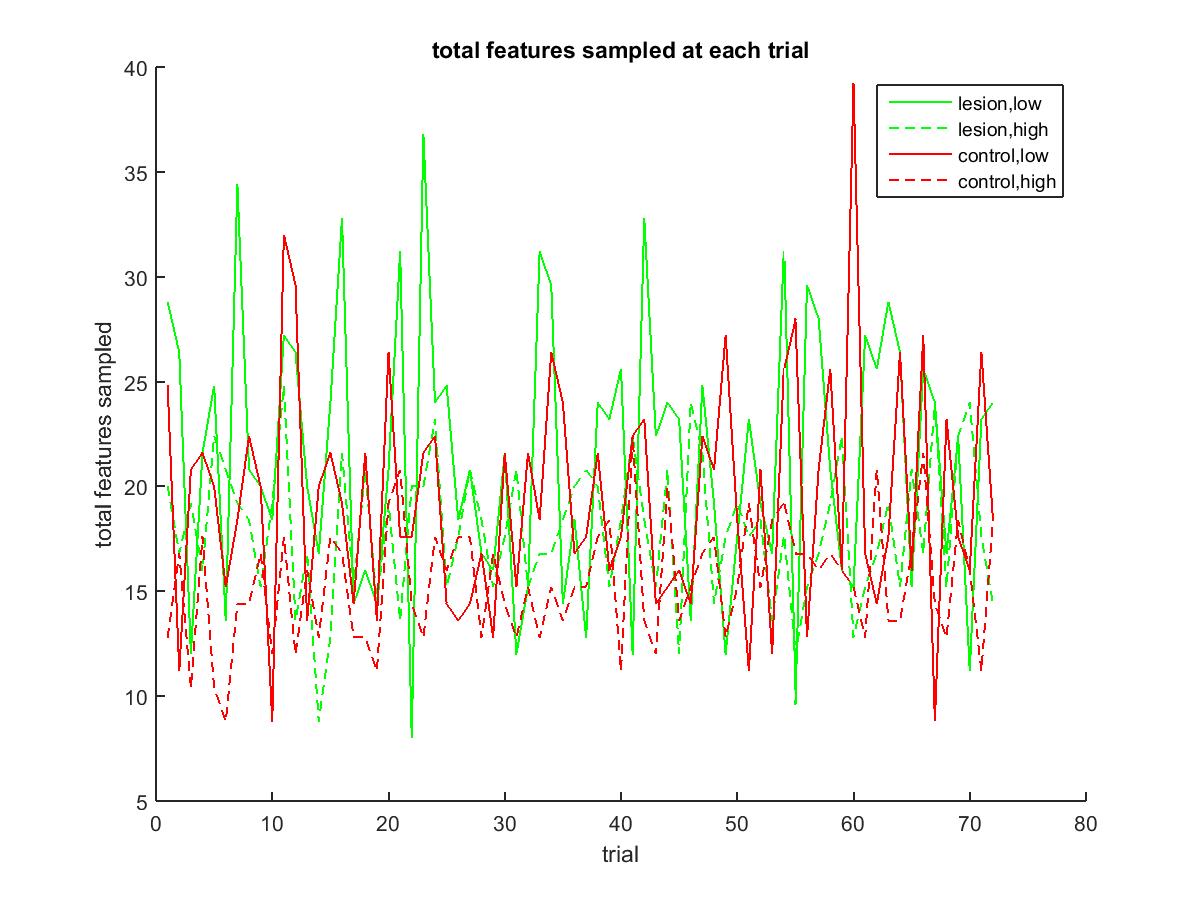 total features sampled at each trial
40
35
30
25
20
15
10
5
total features sampled
lesion,low
lesion,high
control,low
control,high
0 10 20 30 40 50 60 70 80
trial